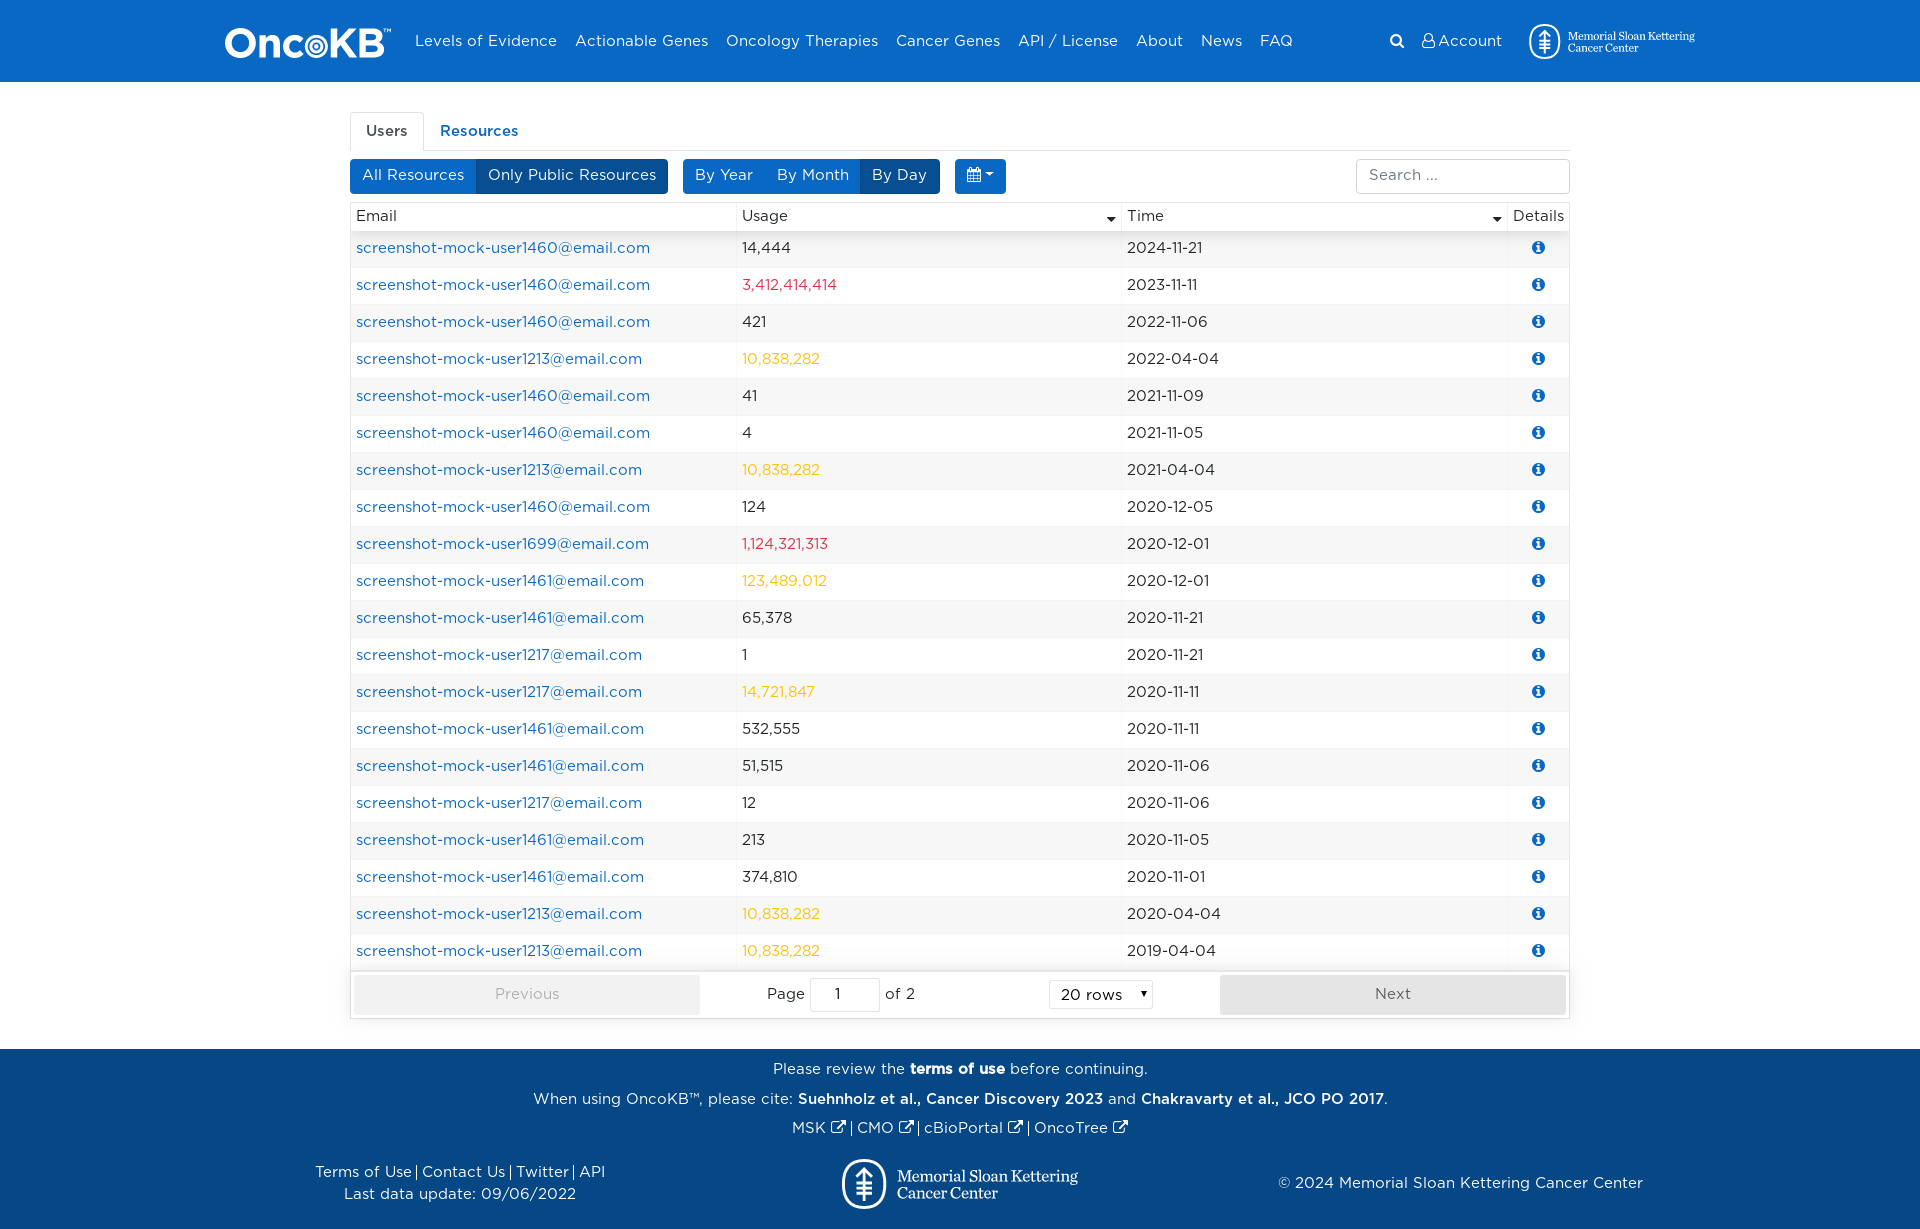 OncoKB™ Levels of Evidence Actionable Genes Oncology Therapies Cancer Genes API / License About News FAQ Account Memorial Sloan Kettering Cancer Center
Users Resources
All Resources Only Public Resources By Year By Month By Day Search ...
Email Usage Time Details
screenshot-mock-user1460@email.com 14,444 2024-11-21
screenshot-mock-user1460@email.com 3,412,414,414 2023-11-11
screenshot-mock-user1460@email.com 421 2022-11-06
screenshot-mock-user1213@email.com 10,838,282 2022-04-04
screenshot-mock-user1460@email.com 41 2021-11-09
screenshot-mock-user1460@email.com 4 2021-11-05
screenshot-mock-user1213@email.com 10,838,282 2021-04-04
screenshot-mock-user1460@email.com 124 2020-12-05
screenshot-mock-user1699@email.com 1,124,321,313 2020-12-01
screenshot-mock-user1461@email.com 123,489,012 2020-12-01
screenshot-mock-user1461@email.com 65,378 2020-11-21
screenshot-mock-user1217@email.com 1 2020-11-21
screenshot-mock-user1217@email.com 14,721,847 2020-11-11
screenshot-mock-user1461@email.com 532,555 2020-11-11
screenshot-mock-user1461@email.com 51,515 2020-11-06
screenshot-mock-user1217@email.com 12 2020-11-06
screenshot-mock-user1461@email.com 213 2020-11-05
screenshot-mock-user1461@email.com 374,810 2020-11-01
screenshot-mock-user1213@email.com 10,838,282 2020-04-04
screenshot-mock-user1213@email.com 10,838,282 2019-04-04
Previous Page 1 of 2 20 rows Next
Please review the terms of use before continuing.
When using OncoKB™, please cite: Suehnholz et al., Cancer Discovery 2023 and Chakravarty et al., JCO PO 2017.
MSK | CMO | cBioPortal | OncoTree
Terms of Use | Contact Us | Twitter | API
Last data update: 09/06/2022
Memorial Sloan Kettering
Cancer Center
© 2024 Memorial Sloan Kettering Cancer Center